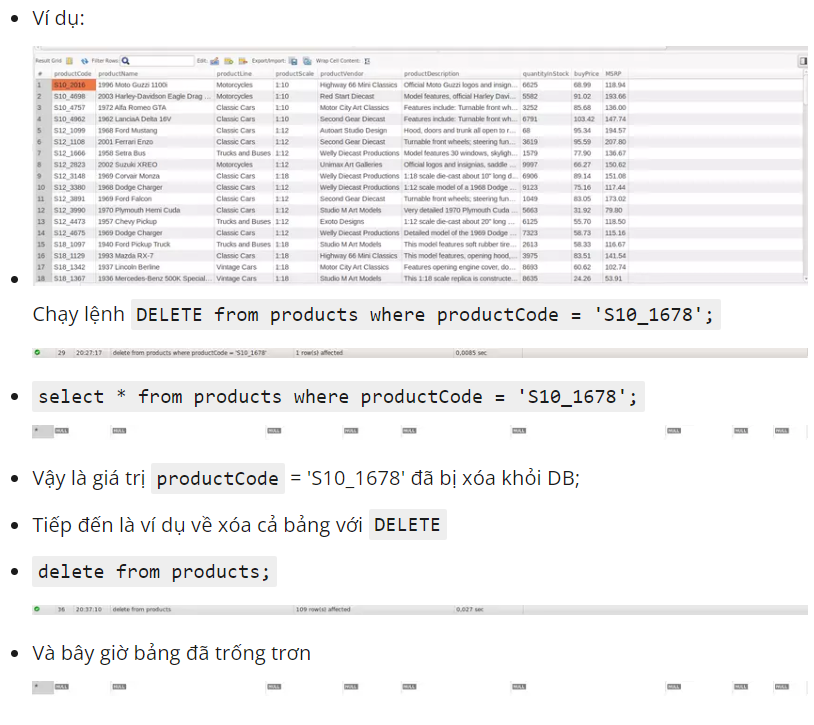 Ví dụ:
Result Grid Filter Rows: Edit: Export/Import: Wrap Cell Content:
# productCode productName productLine productScale productVendor productDescription quantityInStock buyPrice MSRP
1 S10_2016 1996 Moto Guzzi 1100i Motorcycles 1:10 Highway 66 Mini Classics Official Moto Guzzi logos and insign... 6625 68.99 118.94
2 S10_4698 2003 Harley-Davidson Eagle Drag ... Motorcycles 1:10 Red Start Diecast Model features, official Harley Davi... 5582 91.02 193.66
3 S10_4757 1972 Alfa Romeo GTA Classic Cars 1:10 Motor City Art Classics Features include: Turnable front wh... 3252 85.68 136.00
4 S10_4962 1962 LanciaA Delta 16V Classic Cars 1:10 Second Gear Diecast Features include: Turnable front wh... 6791 103.42 147.74
5 S12_1099 1968 Ford Mustang Classic Cars 1:12 Autoart Studio Design Hood, doors and trunk all open to r... 68 95.34 194.57
6 S12_1108 2001 Ferrari Enzo Classic Cars 1:12 Second Gear Diecast Turnable front wheels; steering fun... 3619 95.59 207.80
7 S12_1666 1958 Setra Bus Trucks and Buses 1:12 Welly Diecast Productions Model features 30 windows, skyligh... 1579 77.90 136.67
8 S12_2823 2002 Suzuki XREO Motorcycles 1:12 Unimax Art Galleries Official logos and insignias, saddle ... 9997 66.27 150.62
9 S12_3148 1969 Corvair Monza Classic Cars 1:18 Welly Diecast Productions 1:18 scale die-cast about 10" long d... 6906 89.14 151.08
10 S12_3380 1968 Dodge Charger Classic Cars 1:12 Welly Diecast Productions 1:12 scale model of a 1968 Dodge ... 9123 75.16 117.44
11 S12_3891 1969 Ford Falcon Classic Cars 1:12 Second Gear Diecast Turnable front wheels; steering fun... 1049 83.05 173.02
12 S12_3990 1970 Plymouth Hemi Cuda Classic Cars 1:12 Studio M Art Models Very detailed 1970 Plymouth Cuda ... 5663 31.92 79.80
13 S12_4473 1957 Chevy Pickup Trucks and Buses 1:12 Exoto Designs 1:12 scale die-cast about 20" long ... 6125 55.70 118.50
14 S12_4675 1969 Dodge Charger Classic Cars 1:12 Welly Diecast Productions Detailed model of the 1969 Dodge ... 7323 58.73 115.16
15 S18_1097 1940 Ford Pickup Truck Trucks and Buses 1:18 Studio M Art Models This model features soft rubber tire... 2613 58.33 116.67
16 S18_1129 1993 Mazda RX-7 Classic Cars 1:18 Highway 66 Mini Classics This model features, opening hood,... 3975 83.51 141.54
17 S18_1342 1937 Lincoln Berline Vintage Cars 1:18 Motor City Art Classics Features opening engine cover, do... 8693 60.62 102.74
18 S18_1367 1936 Mercedes-Benz 500K Special... Vintage Cars 1:18 Studio M Art Models This 1:18 scale replica is constructe... 8635 24.26 53.91
Chạy lệnh DELETE from products where productCode = 'S10_1678';
29 20:27:17 delete from products where productCode = 'S10_1678' 1 row(s) affected 0,0085 sec
select * from products where productCode = 'S10_1678';
* NULL NULL NULL NULL NULL NULL NULL NULL NULL
Vậy là giá trị productCode = 'S10_1678' đã bị xóa khỏi DB;
Tiếp đến là ví dụ về xóa cả bảng với DELETE
delete from products;
36 20:37:10 delete from products 109 row(s) affected 0,027 sec
Và bây giờ bảng đã trống trơn
* NULL NULL NULL NULL NULL NULL NULL NULL NULL